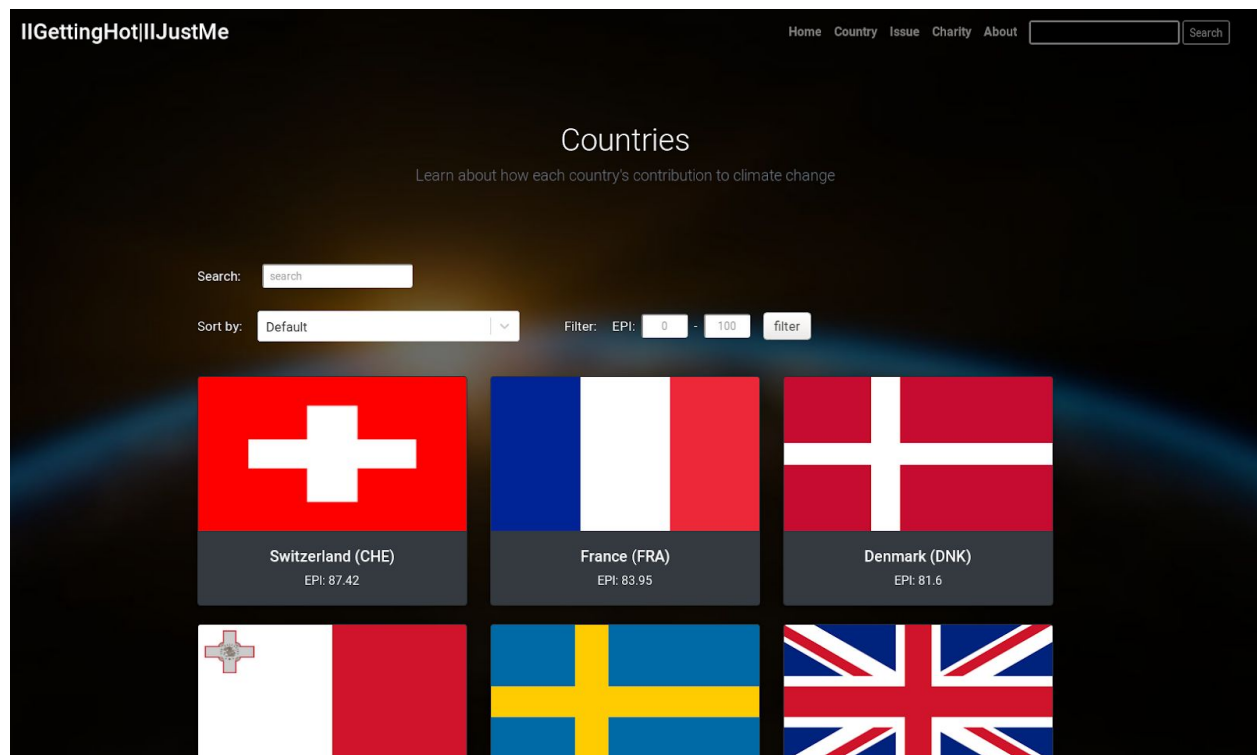 IIGettingHot|IIJustMe
Home Country Issue Charity About Search
Countries
Learn about how each country's contribution to climate change
Search: search
Sort by: Default Filter: EPI: 0 - 100 filter
Switzerland (CHE) France (FRA) Denmark (DNK)
EPI: 87.42 EPI: 83.95 EPI: 81.6